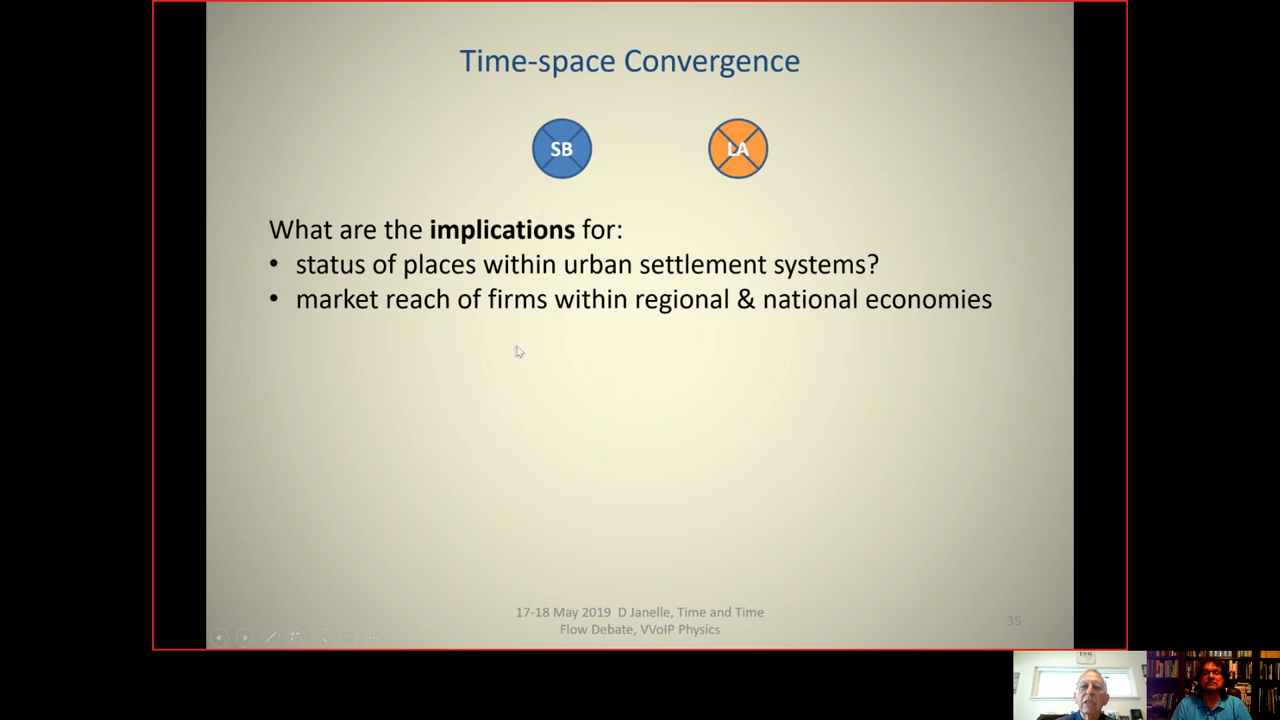 Time-space Convergence
SB
LA
What are the implications for:
• status of places within urban settlement systems?
• market reach of firms within regional & national economies
17-18 May 2019 D Janelle, Time and Time
Flow Debate, VVoIP Physics
35